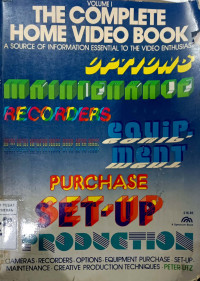 VOLUME I
THE COMPLETE
HOME VIDEO BOOK
A SOURCE OF INFORMATION ESSENTIAL TO THE VIDEO ENTHUSIAST
OPTIONS
MAINTENANCE
RECORDERS
EQUIP-
MENT
PURCHASE
SET-UP
PRODUCTION
CAMERAS · RECORDERS · OPTIONS · EQUIPMENT PURCHASE · SET-UP
MAINTENANCE · CREATIVE PRODUCTION TECHNIQUES · PETER UTZ